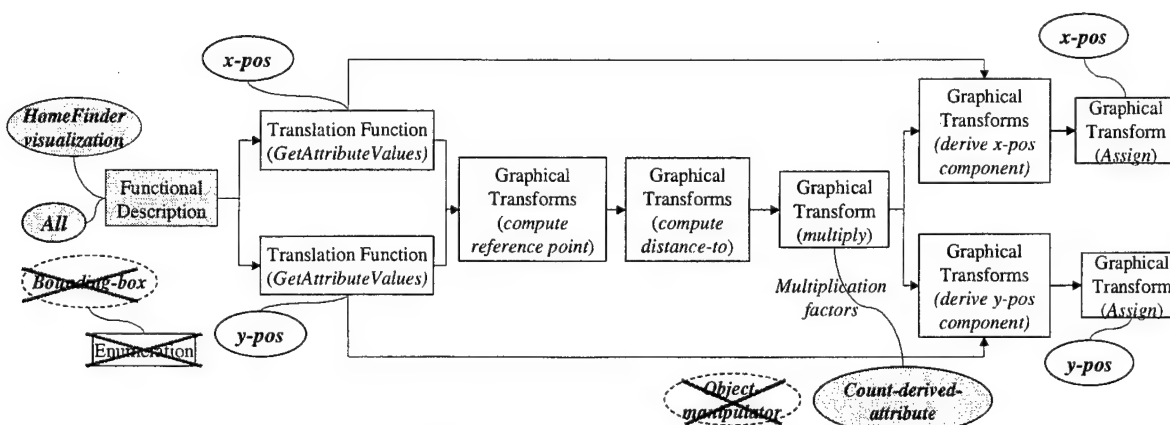 x-pos
x-pos
HomeFinder
visualization
Translation Function
(GetAttributeValues)
Graphical
Transforms
(derive x-pos
component)
Graphical
Transform
(Assign)
Functional
Description
All
Graphical
Transforms
(compute
reference point)
Graphical
Transforms
(compute
distance-to)
Graphical
Transform
(multiply)
Translation Function
(GetAttributeValues)
Graphical
Transforms
(derive y-pos
component)
Graphical
Transform
(Assign)
Bounding-box
Enumeration
y-pos
Multiplication
factors
y-pos
Object-
manipulator
Count-derived-
attribute